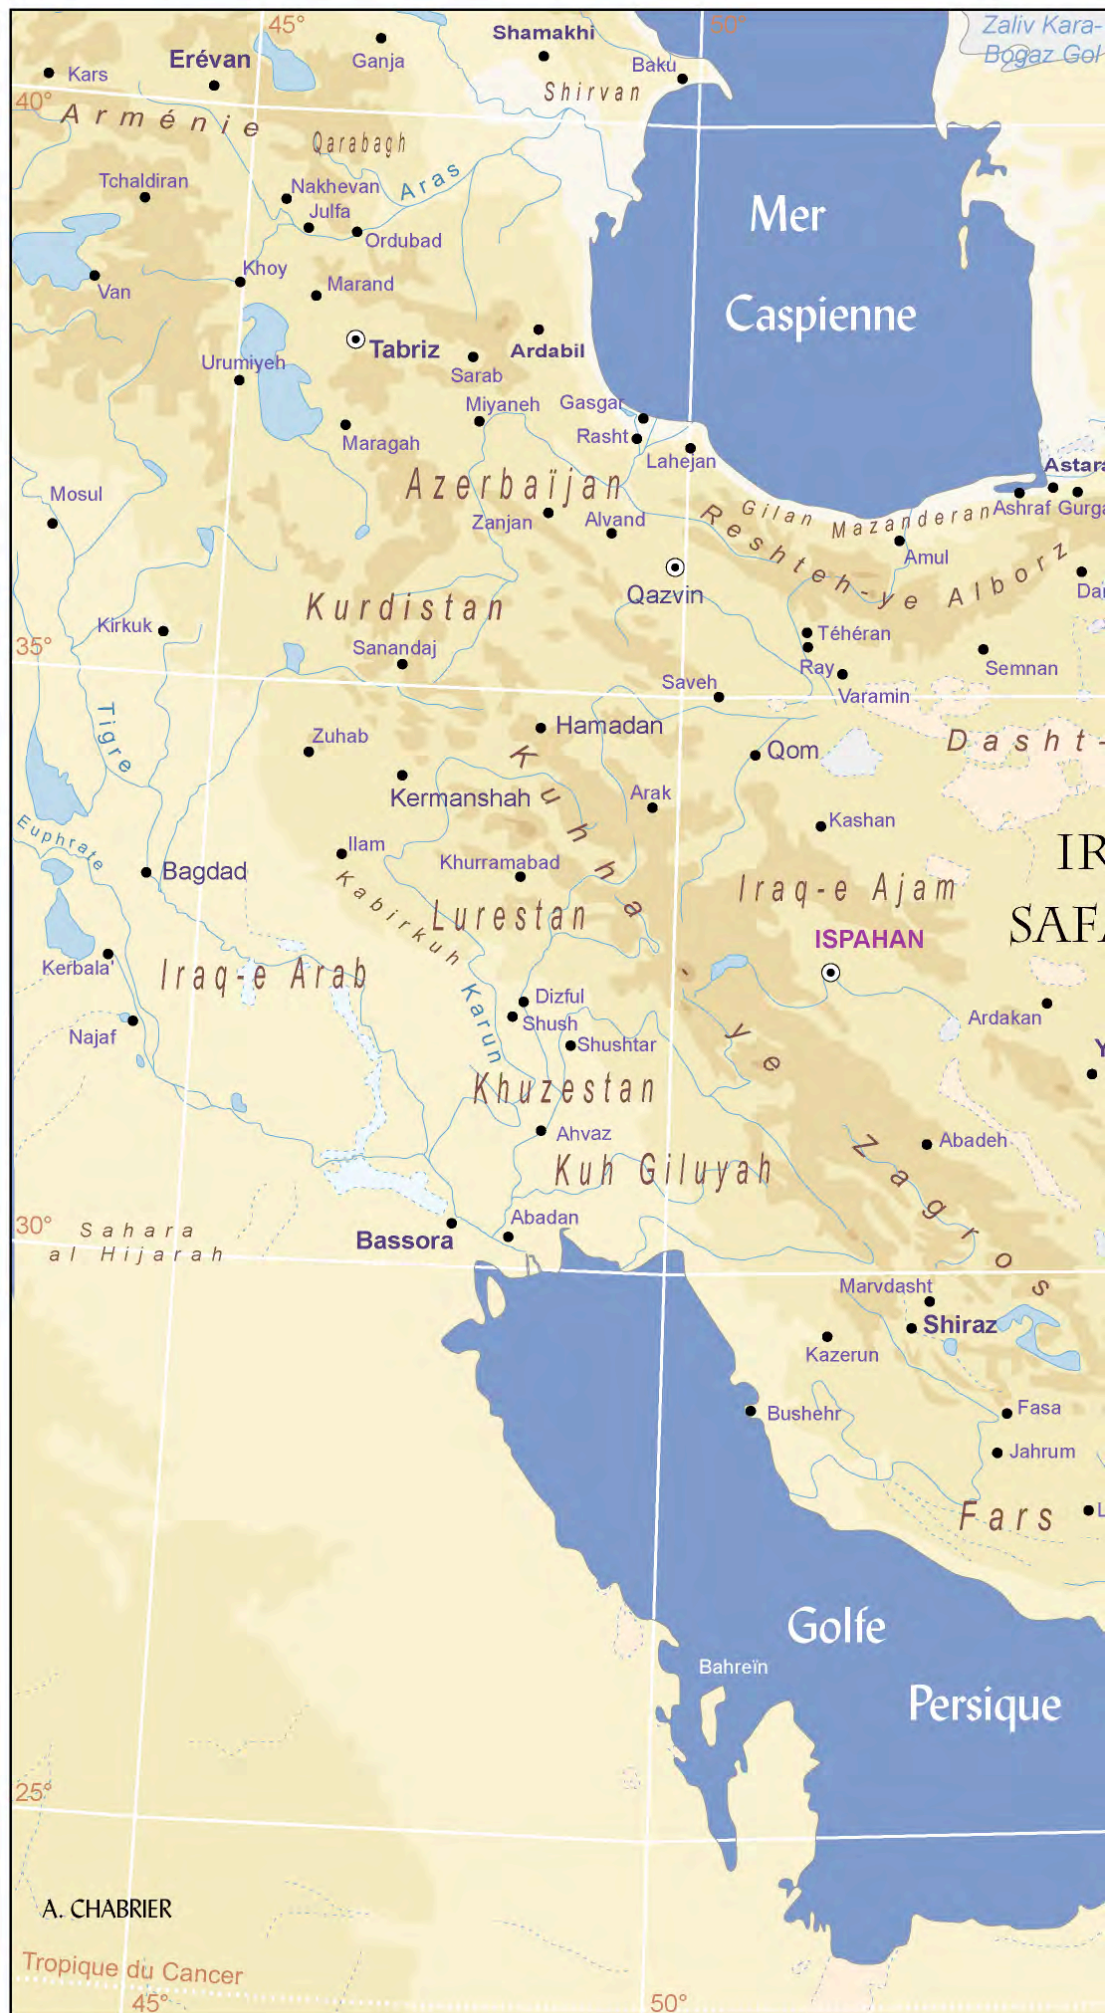 45°
50°
Zaliv Kara-
Bogaz Gol
Shamakhi
Erévan
Ganja
Baku
Kars
Shirvan
40°
Arménie
Qarabagh
Aras
Tchaldiran
Nakhevan
Julfa
Ordubad
Mer
Caspienne
Khoy
Marand
Van
Tabriz
Ardabil
Urumiyeh
Sarab
Miyaneh
Gasgar
Rasht
Maragah
Lahejan
Astara
Azerbaïjan
Mosul
Zanjan
Alvand
Gilan
Mazanderan
Ashraf
Gurga
Reshteh-ye Alborz
Amul
Qazvin
Dar
Kurdistan
Kirkuk
Téhéran
Sanandaj
35°
Ray
Semnan
Saveh
Varamin
Tigre
Hamadan
Zuhab
Qom
Dasht-
Kermanshah
Arak
Kuhha-ye Zagros
Kashan
Euphrate
Ilam
IR
Bagdad
Khurramabad
Kabirkuh
Iraq-e Ajam
Lurestan
SAFA
ISPAHAN
Kerbala'
Iraq-e Arab
Karun
Dizful
Shush
Ardakan
Najaf
Shushtar
Y
Khuzestan
Ahvaz
Abadeh
Kuh Giluyah
30°
Sahara
al Hijarah
Abadan
Bassora
Marvdasht
Shiraz
Kazerun
Bushehr
Fasa
Jahrum
Fars
L
Golfe
Persique
Bahreïn
25°
A. CHABRIER
Tropique du Cancer
45°
50°